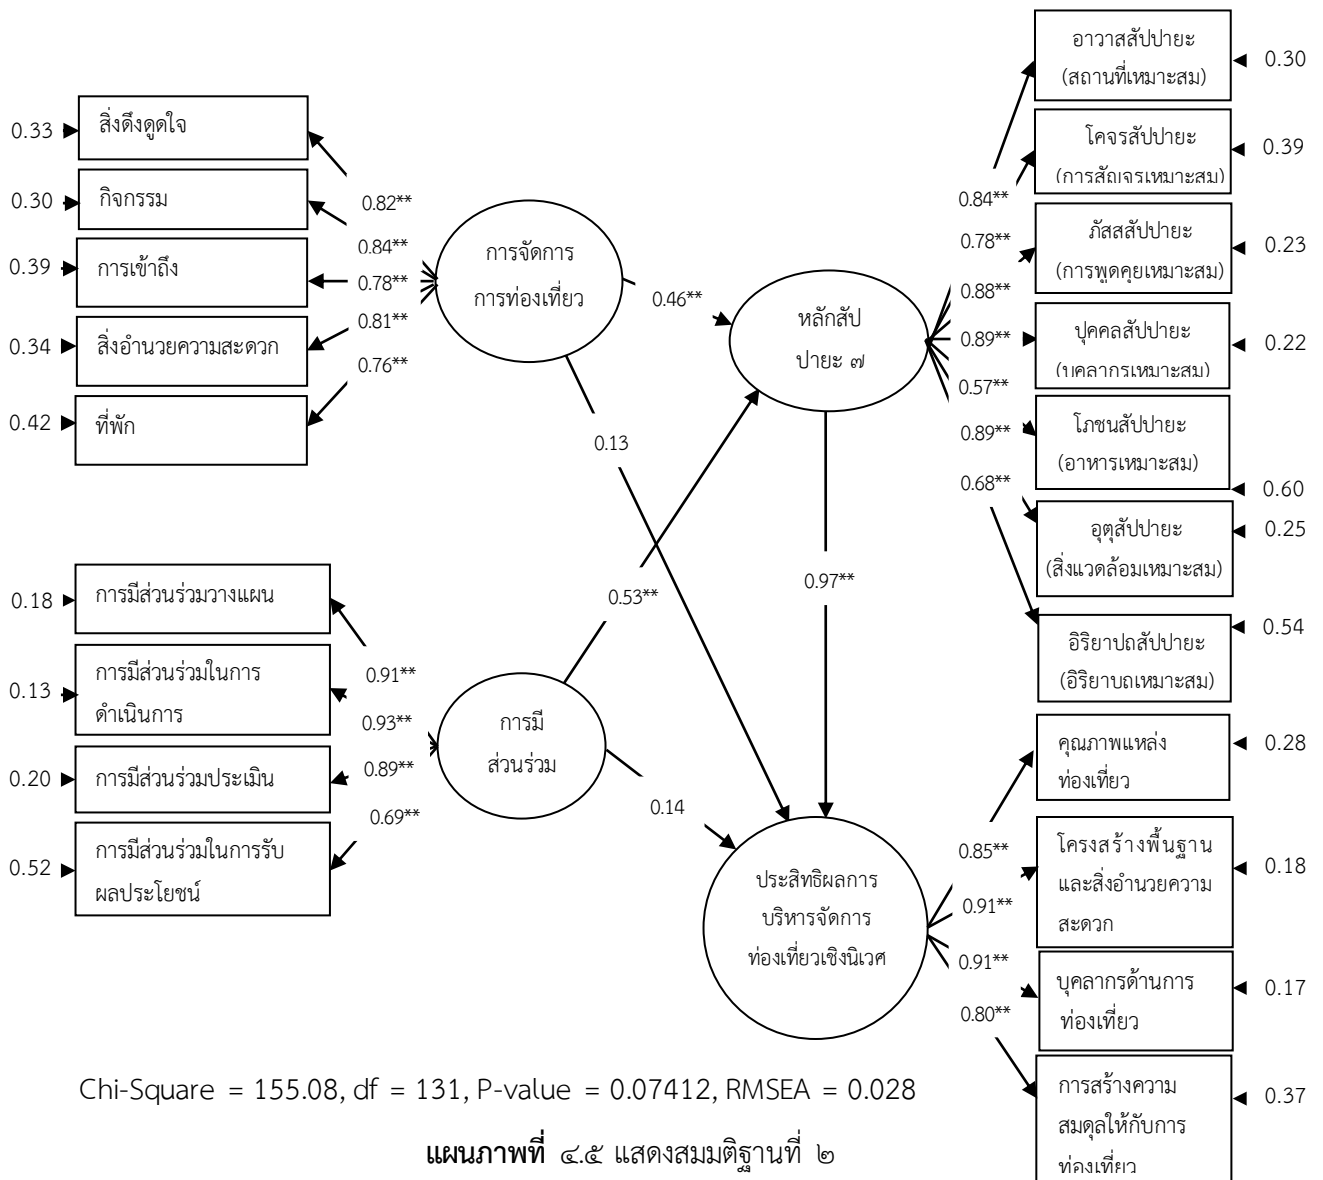 0.33
สิ่งดึงดูดใจ
0.30
กิจกรรม
0.39
การเข้าถึง
0.34
สิ่งอำนวยความสะดวก
0.42
ที่พัก
0.82**
0.84**
0.78**
0.81**
0.76**
การจัดการ
การท่องเที่ยว
0.18
การมีส่วนร่วมวางแผน
0.13
การมีส่วนร่วมในการ
ดำเนินการ
0.20
การมีส่วนร่วมประเมิน
0.52
การมีส่วนร่วมในการรับ
ผลประโยชน์
0.91**
0.93**
0.89**
0.69**
การมี
ส่วนร่วม
0.46**
0.13
0.53**
0.14
0.97**
หลักสัป
ปายะ ๗
ประสิทธิผลการ
บริหารจัดการ
ท่องเที่ยวเชิงนิเวศ
0.84**
0.78**
0.88**
0.89**
0.57**
0.89**
0.68**
อาวาสสัปปายะ
(สถานที่เหมาะสม)
0.30
โคจรสัปปายะ
(การสัญจรเหมาะสม)
0.39
ภัสสสัปปายะ
(การพูดคุยเหมาะสม)
0.23
ปุคคลสัปปายะ
(บุคลากรเหมาะสม)
0.22
โภชนสัปปายะ
(อาหารเหมาะสม)
0.60
อุตุสัปปายะ
(สิ่งแวดล้อมเหมาะสม)
0.25
อิริยาปถสัปปายะ
(อิริยาบถเหมาะสม)
0.54
0.85**
0.91**
0.91**
0.80**
คุณภาพแหล่ง
ท่องเที่ยว
0.28
โครงสร้างพื้นฐาน
และสิ่งอำนวยความ
สะดวก
0.18
บุคลากรด้านการ
ท่องเที่ยว
0.17
การสร้างความ
สมดุลให้กับการ
ท่องเที่ยว
0.37
Chi-Square = 155.08, df = 131, P-value = 0.07412, RMSEA = 0.028
แผนภาพที่ ๔.๕ แสดงสมมติฐานที่ ๒